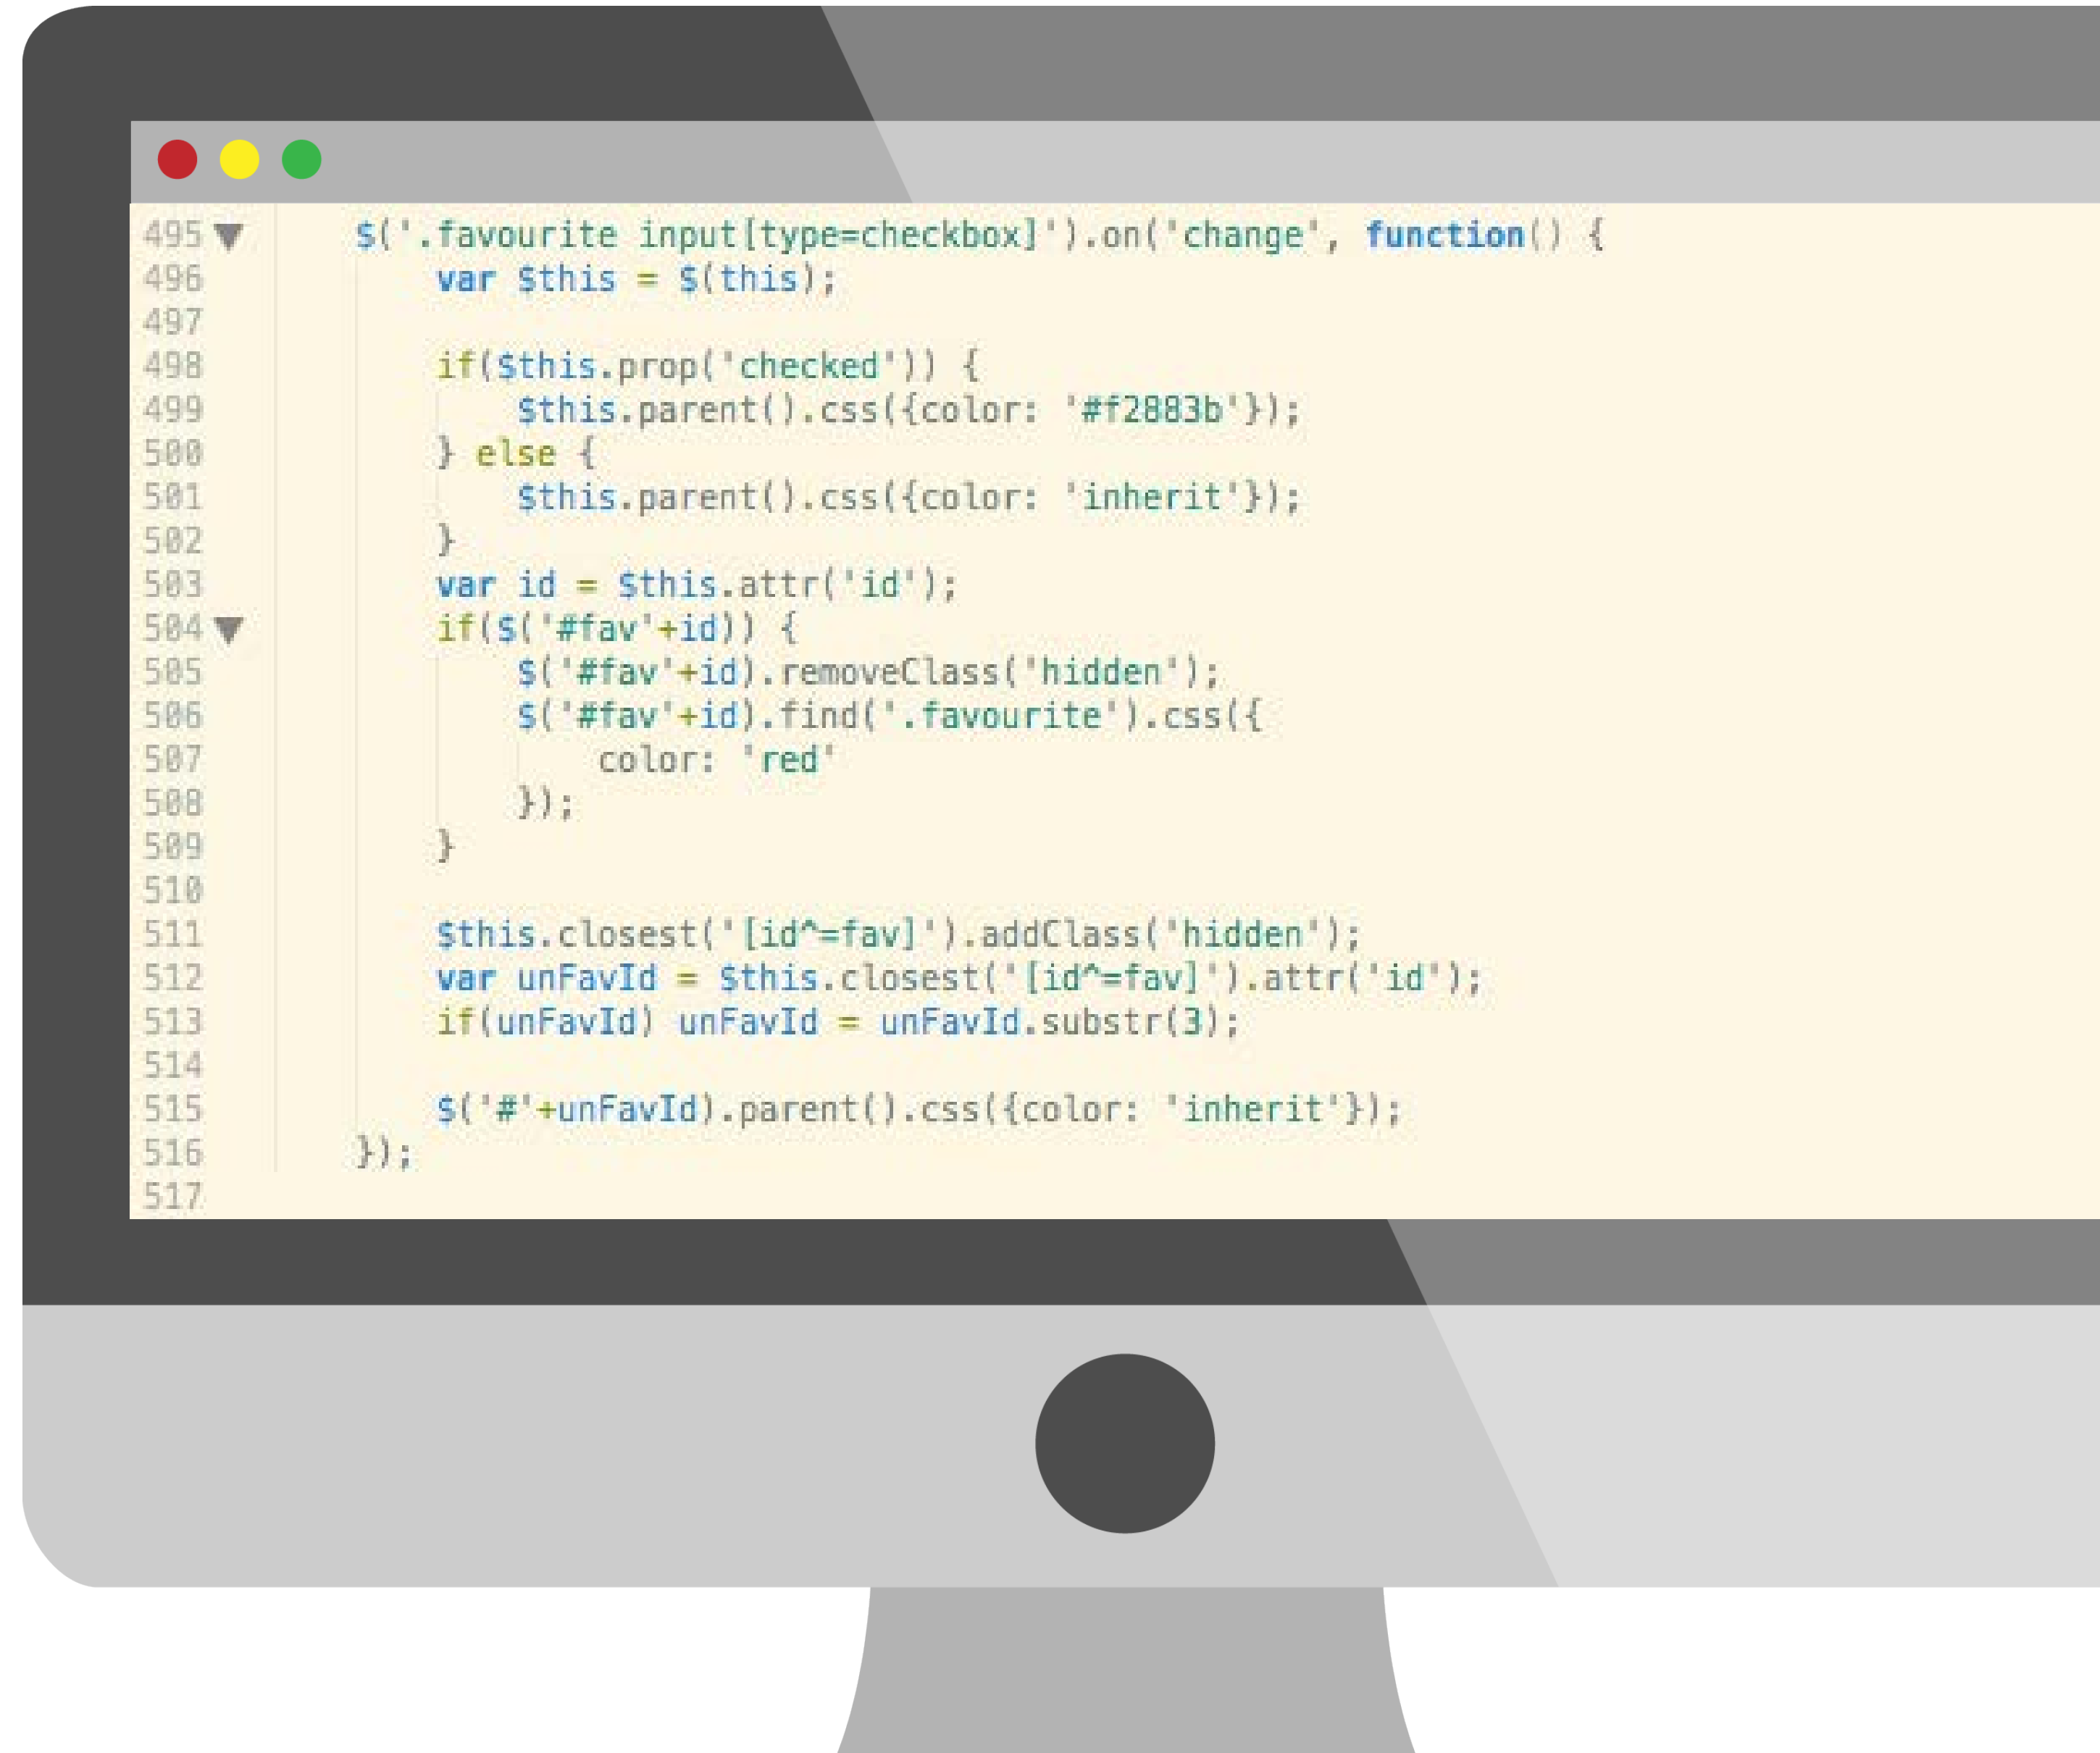 495 ▼ $('.favourite input[type=checkbox]').on('change', function() {
496 var $this = $(this);
497
498 if($this.prop('checked')) {
499 $this.parent().css({color: '#f2883b'});
500 } else {
501 $this.parent().css({color: 'inherit'});
502 }
503 var id = $this.attr('id');
504 ▼ if($('#fav'+id)) {
505 $('#fav'+id).removeClass('hidden');
506 $('#fav'+id).find('.favourite').css({
507 color: 'red'
508 });
509 }
510
511 $this.closest('[id^=fav]').addClass('hidden');
512 var unFavId = $this.closest('[id^=fav]').attr('id');
513 if(unFavId) unFavId = unFavId.substr(3);
514
515 $('#'+unFavId).parent().css({color: 'inherit'});
516 });
517